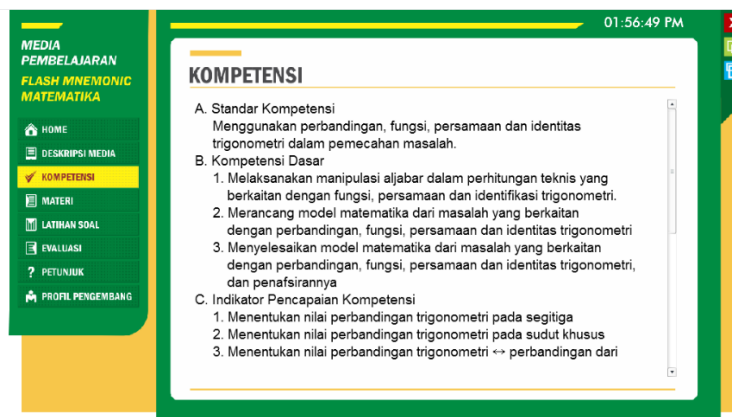 01:56:49 PM
MEDIA
PEMBELAJARAN
FLASH MNEMONIC
MATEMATIKA
HOME
DESKRIPSI MEDIA
KOMPETENSI
MATERI
LATIHAN SOAL
EVALUASI
? PETUNJUK
PROFIL PENGEMBANG
KOMPETENSI
A. Standar Kompetensi
Menggunakan perbandingan, fungsi, persamaan dan identitas
trigonometri dalam pemecahan masalah.
B. Kompetensi Dasar
1. Melaksanakan manipulasi aljabar dalam perhitungan teknis yang
berkaitan dengan fungsi, persamaan dan identifikasi trigonometri.
2. Merancang model matematika dari masalah yang berkaitan
dengan perbandingan, fungsi, persamaan dan identitas trigonometri
3. Menyelesaikan model matematika dari masalah yang berkaitan
dengan perbandingan, fungsi, persamaan dan identitas trigonometri,
dan penafsirannya
C. Indikator Pencapaian Kompetensi
1. Menentukan nilai perbandingan trigonometri pada segitiga
2. Menentukan nilai perbandingan trigonometri pada sudut khusus
3. Menentukan nilai perbandingan trigonometri ↔ perbandingan dari